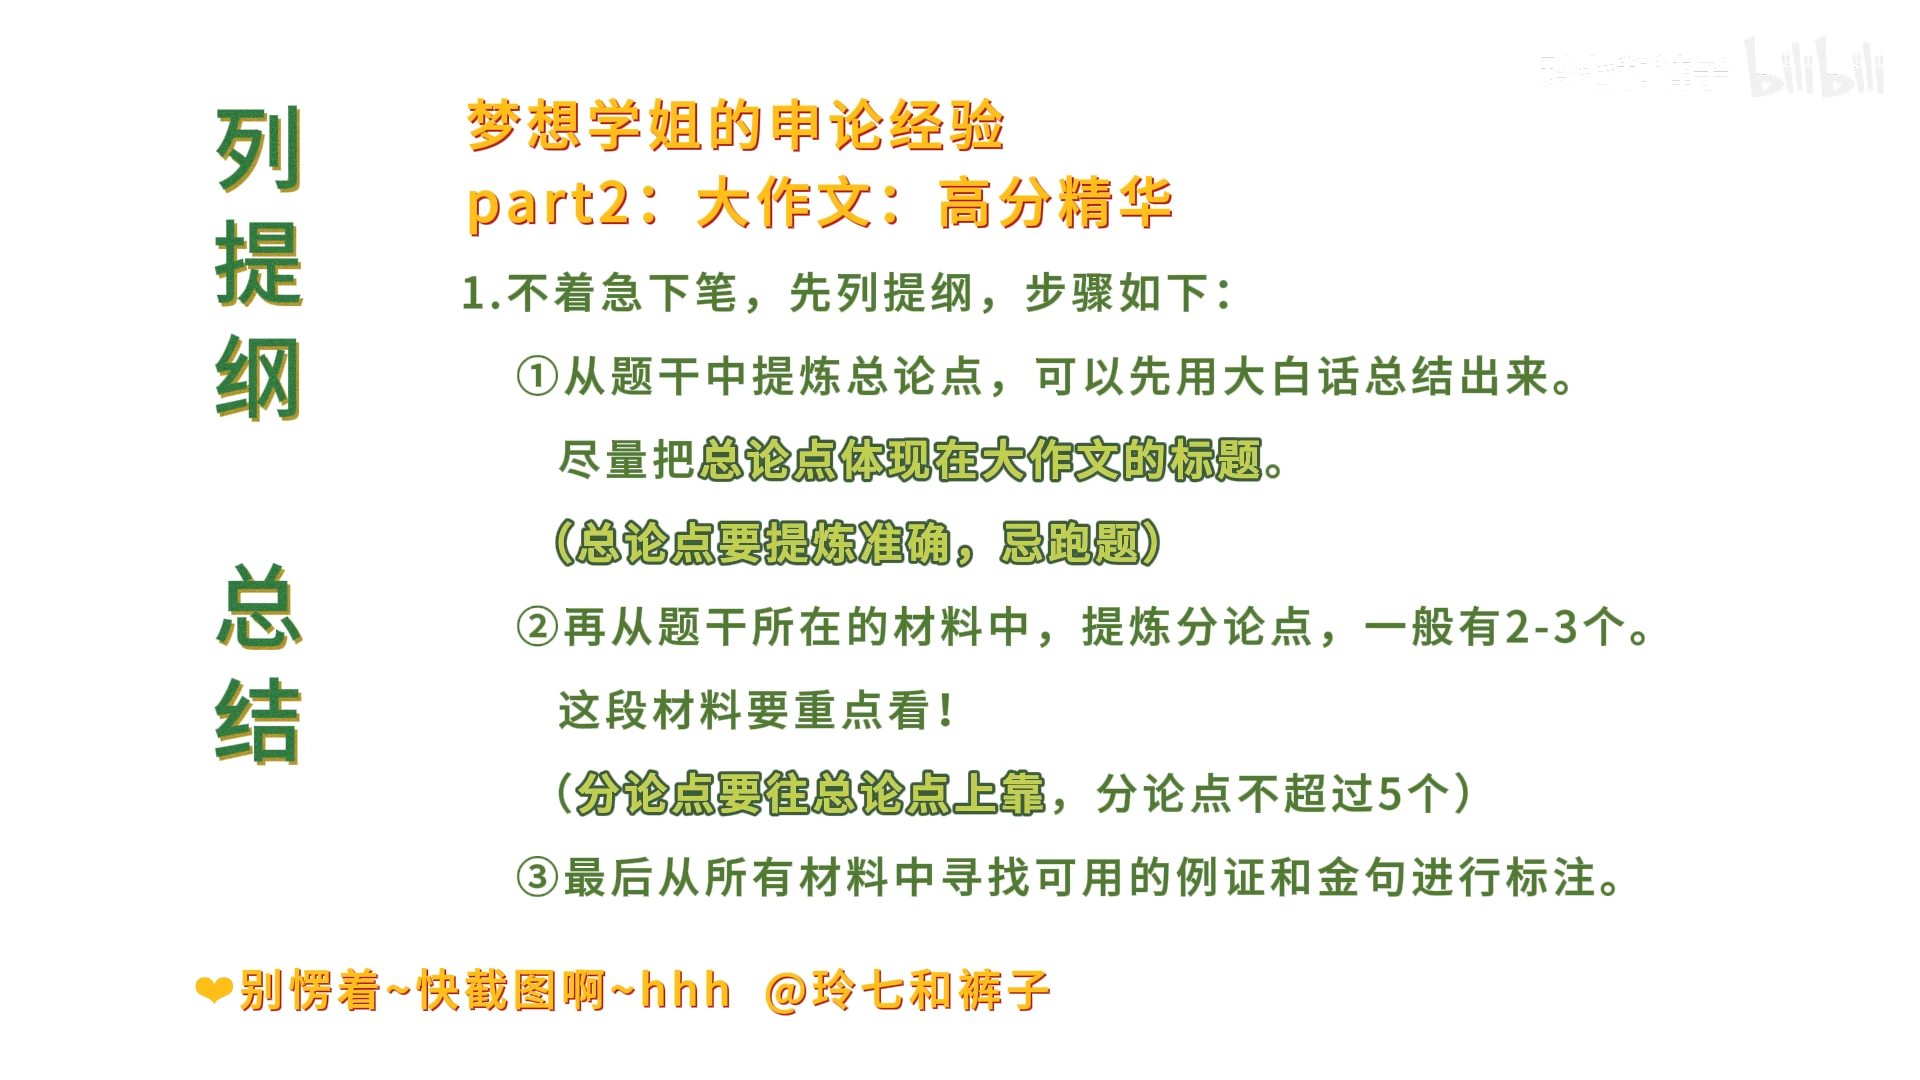 bilibili
列提纲 总结
梦想学姐的申论经验
part2：大作文：高分精华
1.不着急下笔，先列提纲，步骤如下：
①从题干中提炼总论点，可以先用大白话总结出来。
尽量把总论点体现在大作文的标题。
（总论点要提炼准确，忌跑题）
②再从题干所在的材料中，提炼分论点，一般有2-3个。
这段材料要重点看！
（分论点要往总论点上靠，分论点不超过5个）
③最后从所有材料中寻找可用的例证和金句进行标注。
❤别愣着~快截图啊~hhh @玲七和裤子